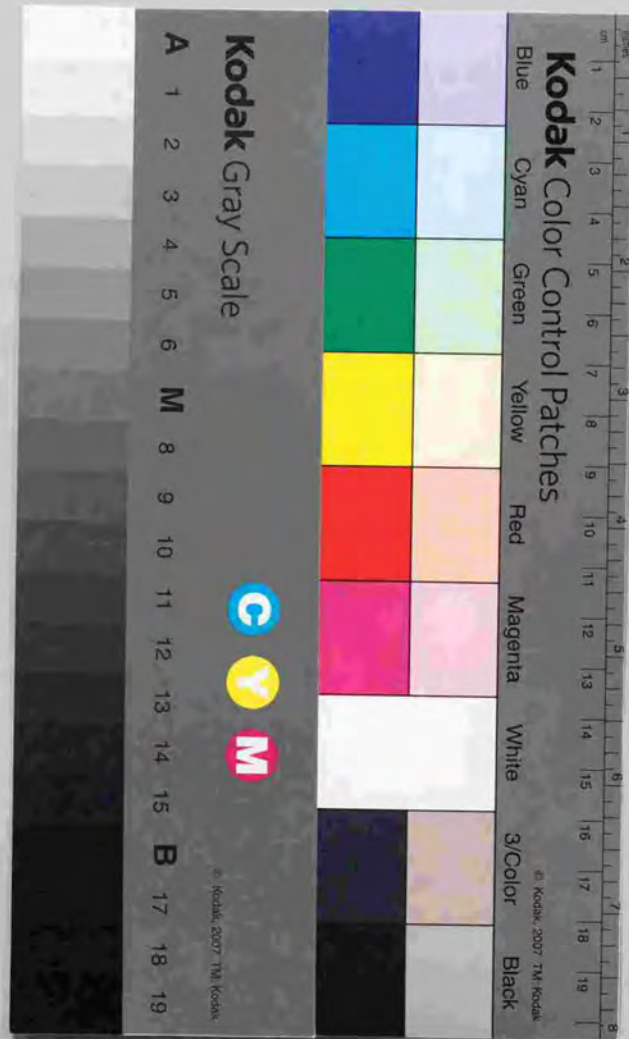 Kodak Color Control Patches
inches
cm
1 2 3 4 5 6 7 8
1 2 3 4 5 6 7 8 9 10 11 12 13 14 15 16 17 18 19
Blue
Cyan
Green
Yellow
Red
Magenta
White
3/Color
Black
© Kodak, 2007 TM: Kodak
Kodak Gray Scale
C Y M
© Kodak, 2007 TM: Kodak
A 1 2 3 4 5 6 M 8 9 10 11 12 13 14 15 B 17 18 19